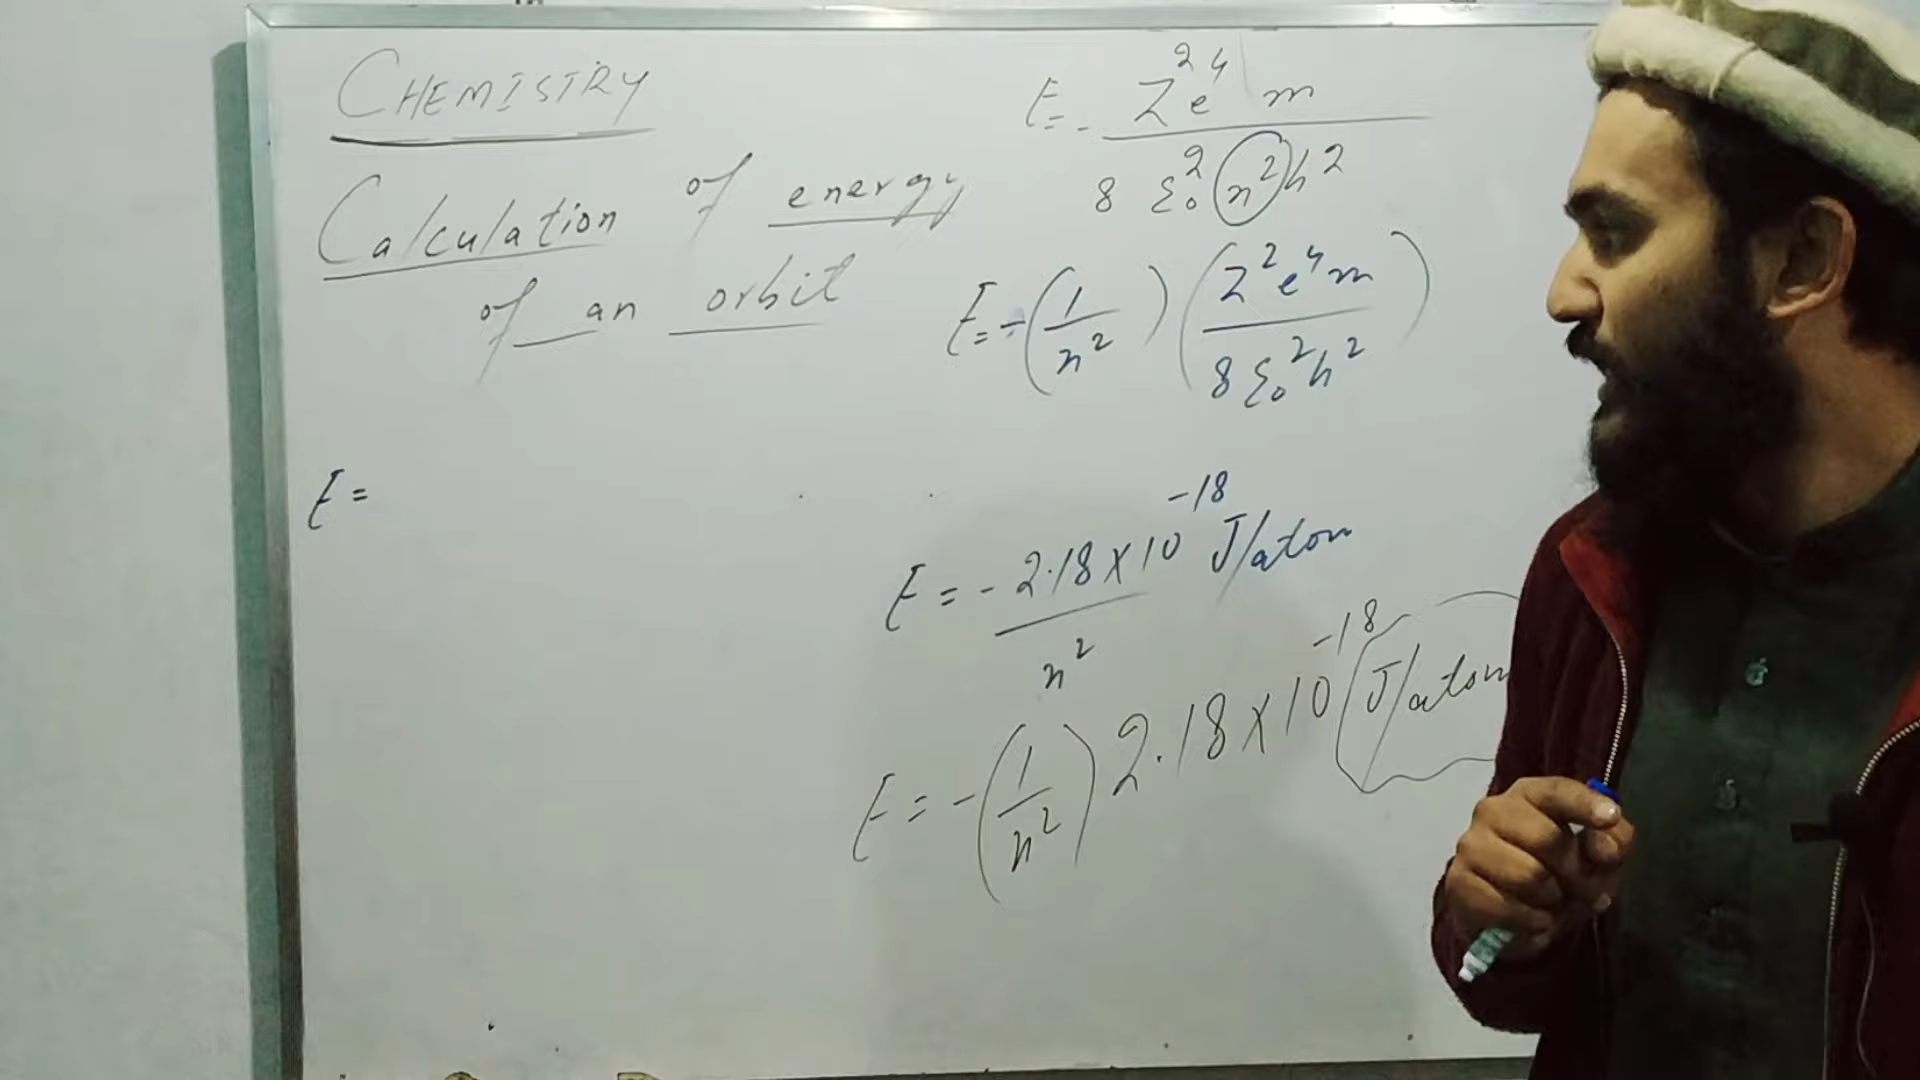 CHEMISTRY
Calculation of energy
of an orbit
E = - Z²e⁴ m / 8 ε₀² n² h²
E = - (1/n²) (Z²e⁴m / 8ε₀²h²)
E =
E = - 2.18 × 10⁻¹⁸ J/atom / n²
E = - (1/n²) 2.18 × 10⁻¹⁸ J/atom